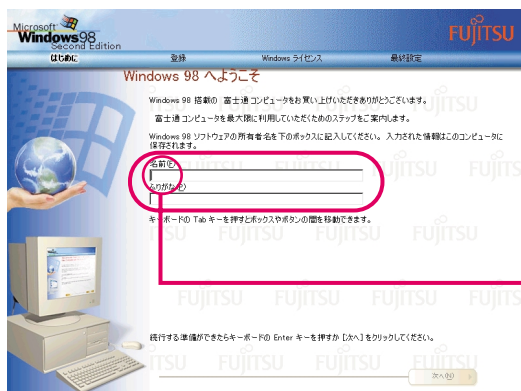 Microsoft
Windows98
Second Edition
FUJITSU
はじめに 登録 Windows ライセンス 最終設定
Windows 98 へようこそ
Windows 98 搭載の 富士通 コンピュータをお買い上げいただきありがとうございます。
富士通 コンピュータを最大限に利用していただくためのステップをご案内します。
Windows 98 ソフトウェアの所有者名を下のボックスに記入してください。 入力された情報はこのコンピュータに
保存されます。
名前(E)
ふりがな(P)
キーボードの Tab キーを押すとボックスやボタンの間を移動できます。
続行する準備ができたらキーボードの Enter キーを押すか [次へ] をクリックしてください。
次へ(N)